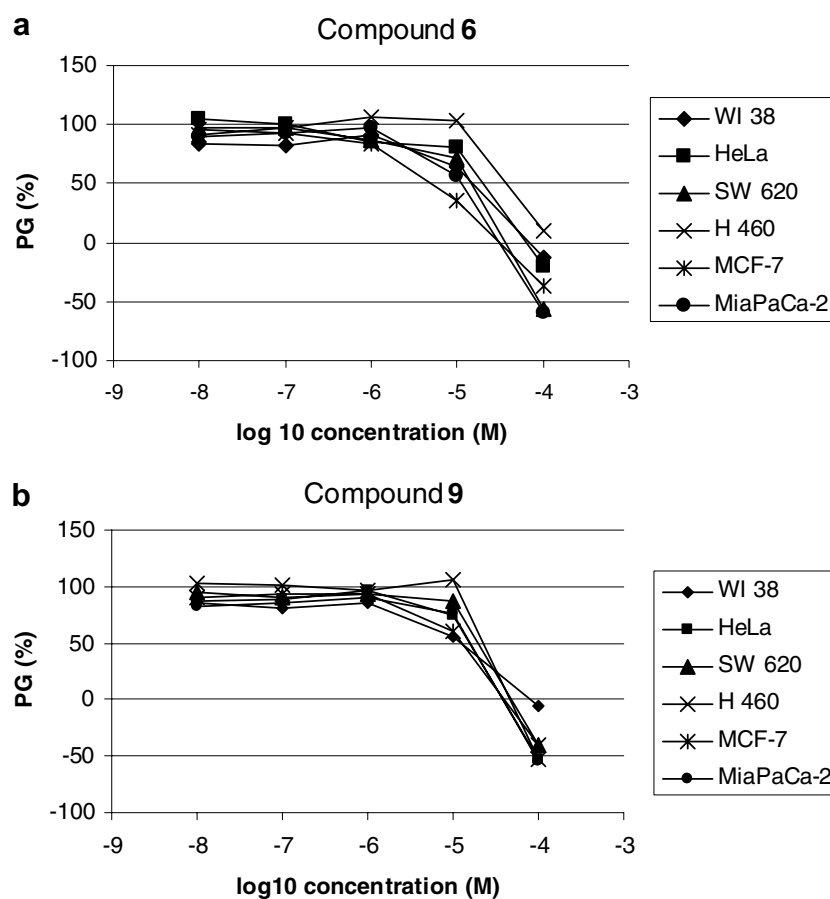 a
Compound 6
150
100
50
0
-50
-100
PG (%)
-9 -8 -7 -6 -5 -4 -3
log 10 concentration (M)
WI 38
HeLa
SW 620
H 460
MCF-7
MiaPaCa-2
b
Compound 9
150
100
50
0
-50
-100
PG (%)
-9 -8 -7 -6 -5 -4 -3
log10 concentration (M)
WI 38
HeLa
SW 620
H 460
MCF-7
MiaPaCa-2